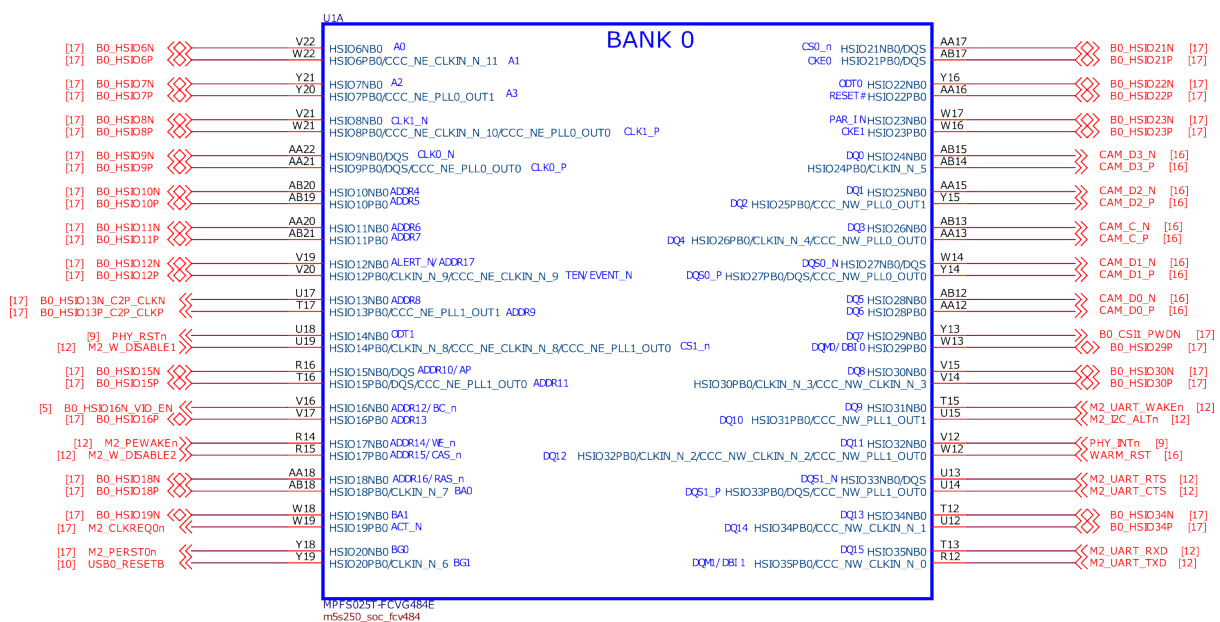 U1A
BANK 0
[17] B0_HSIO6N V22 HSIO6NB0 A0
[17] B0_HSIO6P W22 HSIO6PB0/CCC_NE_CLKIN_N_11 A1
[17] B0_HSIO7N Y21 HSIO7NB0 A2
[17] B0_HSIO7P Y20 HSIO7PB0/CCC_NE_PLL0_OUT1 A3
[17] B0_HSIO8N V21 HSIO8NB0 CLK1_N
[17] B0_HSIO8P W21 HSIO8PB0/CCC_NE_CLKIN_N_10/CCC_NE_PLL0_OUT0 CLK1_P
[17] B0_HSIO9N AA22 HSIO9NB0/DQS CLK0_N
[17] B0_HSIO9P AA21 HSIO9PB0/DQS/CCC_NE_PLL0_OUT0 CLK0_P
[17] B0_HSIO10N AB20 HSIO10NB0 ADDR4
[17] B0_HSIO10P AB19 HSIO10PB0 ADDR5
[17] B0_HSIO11N AA20 HSIO11NB0 ADDR6
[17] B0_HSIO11P AB21 HSIO11PB0 ADDR7
[17] B0_HSIO12N V19 HSIO12NB0 ALERT_N/ADDR17
[17] B0_HSIO12P V20 HSIO12PB0/CLKIN_N_9/CCC_NE_CLKIN_N_9 TEN/EVENT_N
[17] B0_HSIO13N_C2P_CLKN U17 HSIO13NB0 ADDR8
[17] B0_HSIO13P_C2P_CLKP T17 HSIO13PB0/CCC_NE_PLL1_OUT1 ADDR9
[9] PHY_RSTn U18 HSIO14NB0 ODT1
[12] M2_W_DISABLE1 U19 HSIO14PB0/CLKIN_N_8/CCC_NE_CLKIN_N_8/CCC_NE_PLL1_OUT0 CS1_n
[17] B0_HSIO15N R16 HSIO15NB0/DQS ADDR10/AP
[17] B0_HSIO15P T16 HSIO15PB0/DQS/CCC_NE_PLL1_OUT0 ADDR11
[5] B0_HSIO16N_VIO_EN V16 HSIO16NB0 ADDR12/BC_n
[17] B0_HSIO16P V17 HSIO16PB0 ADDR13
[12] M2_PEWAKEn R14 HSIO17NB0 ADDR14/WE_n
[12] M2_W_DISABLE2 R15 HSIO17PB0 ADDR15/CAS_n
[17] B0_HSIO18N AA18 HSIO18NB0 ADDR16/RAS_n
[17] B0_HSIO18P AB18 HSIO18PB0/CLKIN_N_7 BA0
[17] B0_HSIO19N W18 HSIO19NB0 BA1
[17] M2_CLKREQ0n W19 HSIO19PB0 ACT_N
[17] M2_PERST0n Y18 HSIO20NB0 BG0
[10] USB0_RESETB Y19 HSIO20PB0/CLKIN_N_6 BG1
CS0_n HSIO21NB0/DQS AA17 B0_HSIO21N [17]
CKE0 HSIO21PB0/DQS AB17 B0_HSIO21P [17]
ODT0 HSIO22NB0 Y16 B0_HSIO22N [17]
RESET# HSIO22PB0 AA16 B0_HSIO22P [17]
PAR_IN HSIO23NB0 W17 B0_HSIO23N [17]
CKE1 HSIO23PB0 W16 B0_HSIO23P [17]
DQ0 HSIO24NB0 AB15 CAM_D3_N [16]
HSIO24PB0/CLKIN_N_5 AB14 CAM_D3_P [16]
DQ1 HSIO25NB0 AA15 CAM_D2_N [16]
DQ2 HSIO25PB0/CCC_NW_PLL0_OUT1 Y15 CAM_D2_P [16]
DQ3 HSIO26NB0 AB13 CAM_C_N [16]
DQ4 HSIO26PB0/CLKIN_N_4/CCC_NW_PLL0_OUT0 AA13 CAM_C_P [16]
DQS0_N HSIO27NB0/DQS W14 CAM_D1_N [16]
DQS0_P HSIO27PB0/DQS/CCC_NW_PLL0_OUT0 Y14 CAM_D1_P [16]
DQ5 HSIO28NB0 AB12 CAM_D0_N [16]
DQ6 HSIO28PB0 AA12 CAM_D0_P [16]
DQ7 HSIO29NB0 Y13 B0_CSI1_PWDN [17]
DQM0/DBI0 HSIO29PB0 W13 B0_HSIO29P [17]
DQ8 HSIO30NB0 V15 B0_HSIO30N [17]
HSIO30PB0/CLKIN_N_3/CCC_NW_CLKIN_N_3 V14 B0_HSIO30P [17]
DQ9 HSIO31NB0 T15 M2_UART_WAKEn [12]
DQ10 HSIO31PB0/CCC_NW_PLL1_OUT1 U15 M2_I2C_ALTn [12]
DQ11 HSIO32NB0 V12 PHY_INTn [9]
DQ12 HSIO32PB0/CLKIN_N_2/CCC_NW_CLKIN_N_2/CCC_NW_PLL1_OUT0 W12 WARM_RST [16]
DQS1_N HSIO33NB0/DQS U13 M2_UART_RTS [12]
DQS1_P HSIO33PB0/DQS/CCC_NW_PLL1_OUT0 U14 M2_UART_CTS [12]
DQ13 HSIO34NB0 T12 B0_HSIO34N [17]
DQ14 HSIO34PB0/CCC_NW_CLKIN_N_1 U12 B0_HSIO34P [17]
DQ15 HSIO35NB0 T13 M2_UART_RXD [12]
DQM1/DBI1 HSIO35PB0/CCC_NW_CLKIN_N_0 R12 M2_UART_TXD [12]
MPFS025T-FCVG484E
m5s250_soc_fcv484